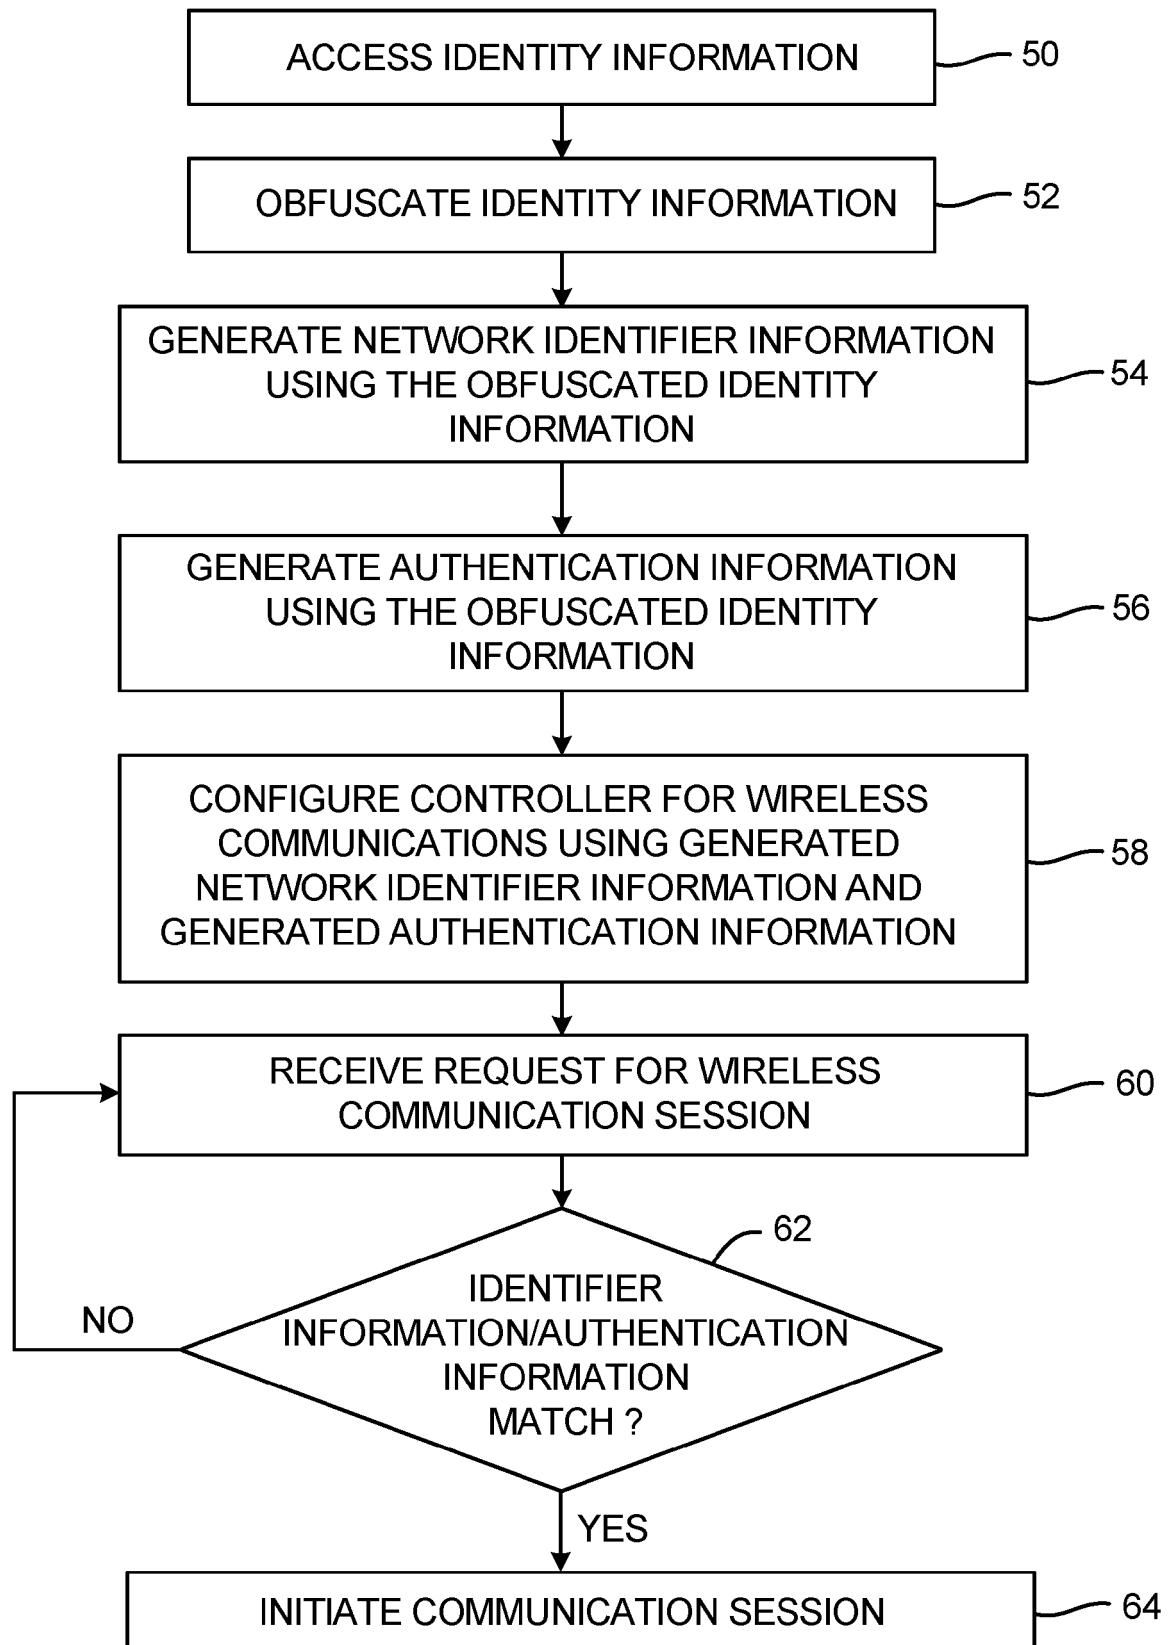 ACCESS IDENTITY INFORMATION
50
OBFUSCATE IDENTITY INFORMATION
52
GENERATE NETWORK IDENTIFIER INFORMATION
USING THE OBFUSCATED IDENTITY
INFORMATION
54
GENERATE AUTHENTICATION INFORMATION
USING THE OBFUSCATED IDENTITY
INFORMATION
56
CONFIGURE CONTROLLER FOR WIRELESS
COMMUNICATIONS USING GENERATED
NETWORK IDENTIFIER INFORMATION AND
GENERATED AUTHENTICATION INFORMATION
58
RECEIVE REQUEST FOR WIRELESS
COMMUNICATION SESSION
60
62
IDENTIFIER
INFORMATION/AUTHENTICATION
INFORMATION
MATCH ?
NO
YES
INITIATE COMMUNICATION SESSION
64